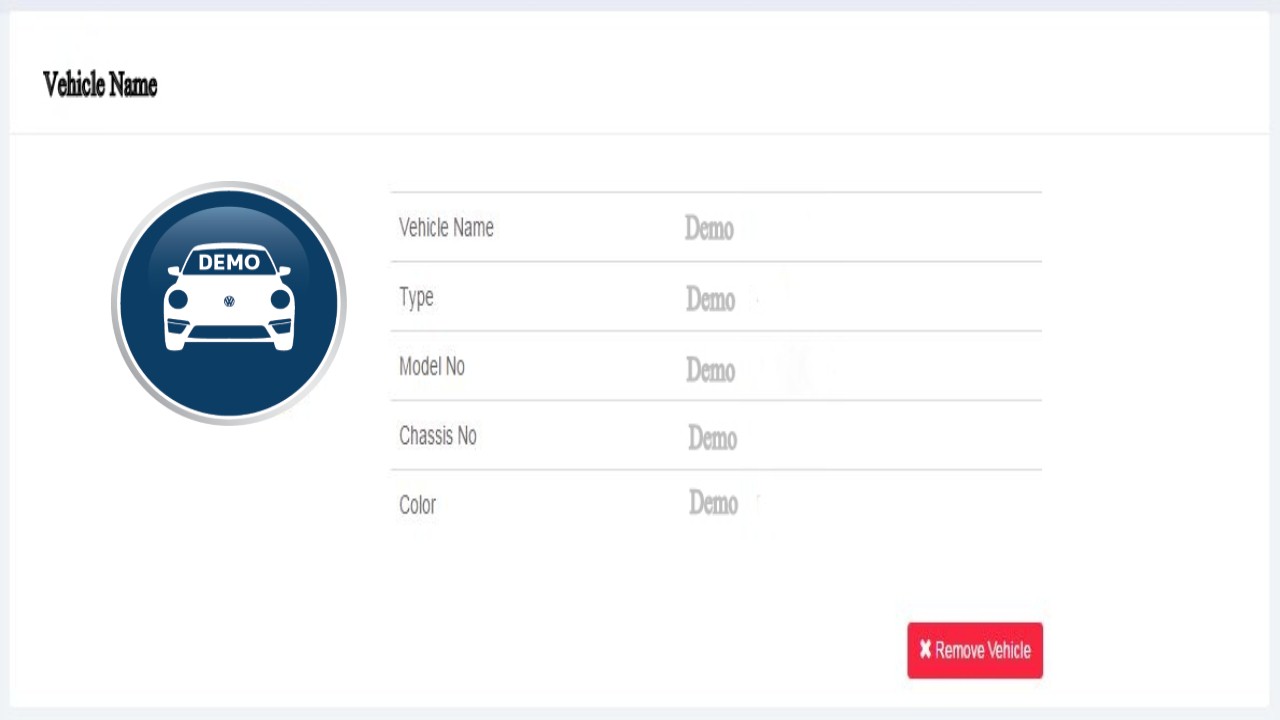 Vehicle Name
DEMO
Vehicle Name Demo
Type Demo
Model No Demo
Chassis No Demo
Color Demo
✖ Remove Vehicle